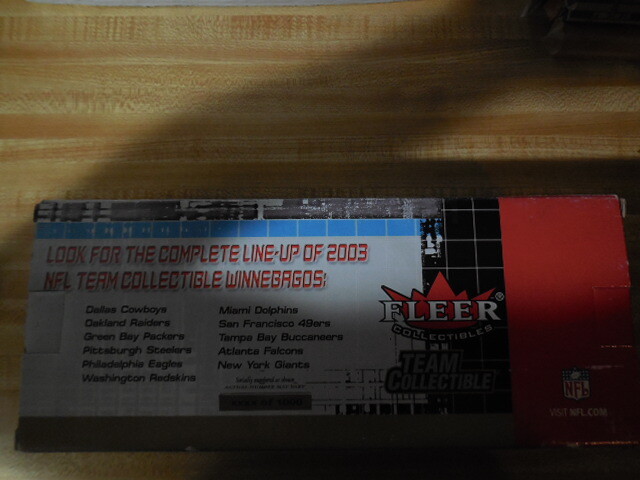 LOOK FOR THE COMPLETE LINE-UP OF 2003
NFL TEAM COLLECTIBLE WINNEBAGOS:
Dallas Cowboys
Oakland Raiders
Green Bay Packers
Pittsburgh Steelers
Philadelphia Eagles
Washington Redskins
Miami Dolphins
San Francisco 49ers
Tampa Bay Buccaneers
Atlanta Falcons
New York Giants
FLEER®
COLLECTIBLES
TEAM
COLLECTIBLE
NFL
VISIT NFL.COM